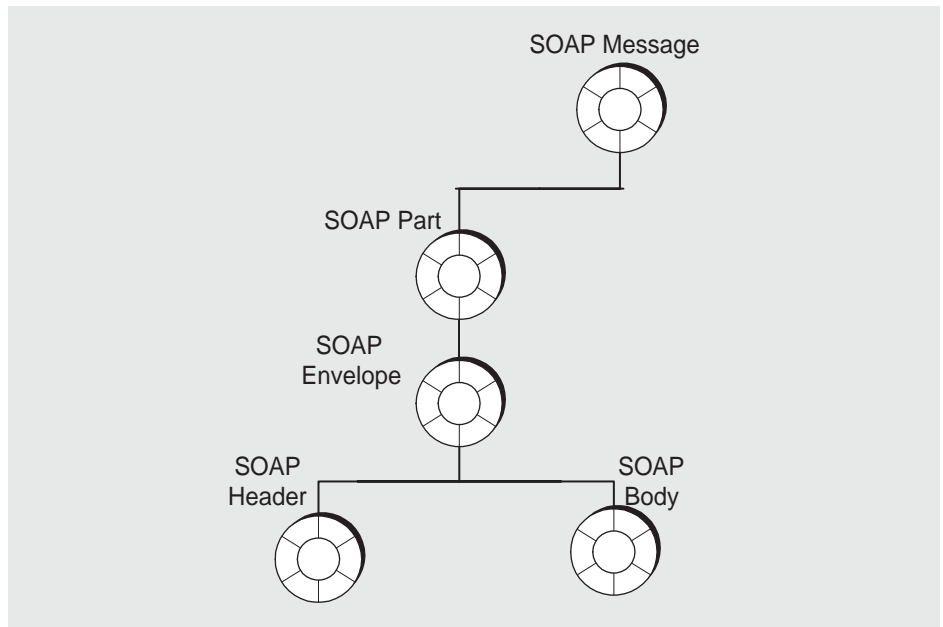 SOAP Message
SOAP Part
SOAP
Envelope
SOAP
Header
SOAP
Body